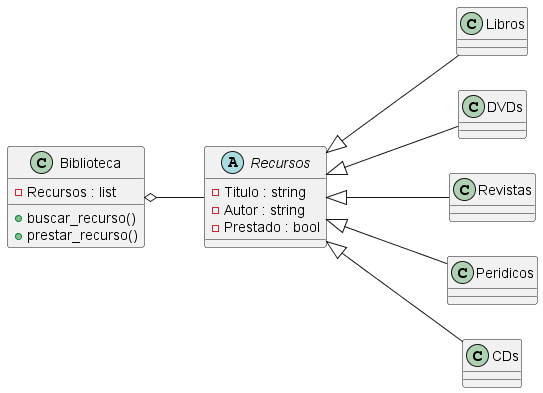 C Biblioteca
Recursos : list
buscar_recurso()
prestar_recurso()
A Recursos
Titulo : string
Autor : string
Prestado : bool
C Libros
C DVDs
C Revistas
C Peridicos
C CDs